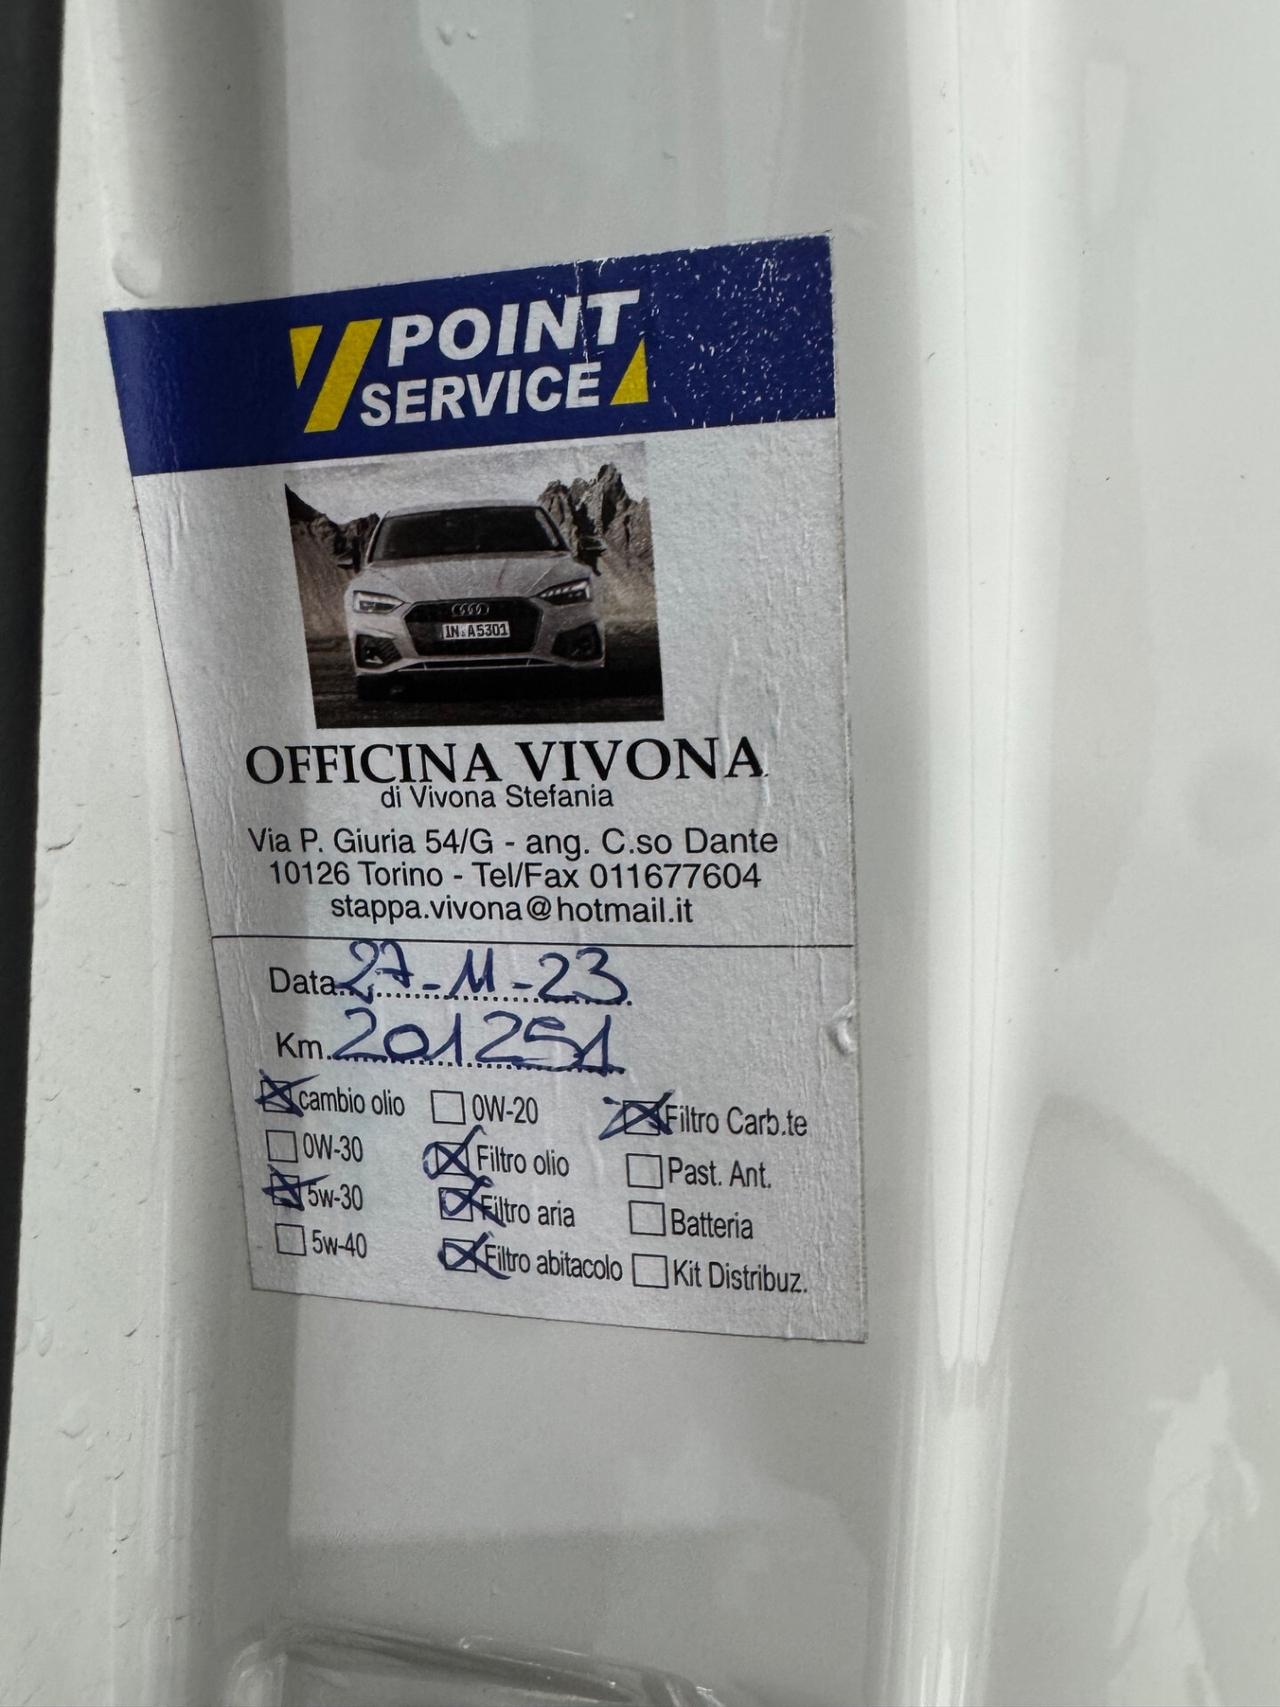 POINT
SERVICE
IN A5301
OFFICINA VIVONA
di Vivona Stefania
Via P. Giuria 54/G - ang. C.so Dante
10126 Torino - Tel/Fax 011677604
stappa.vivona@hotmail.it
Data 27-11-23
Km. 201251
cambio olio 0W-20 Filtro Carb.te
0W-30 Filtro olio Past. Ant.
5w-30 Filtro aria Batteria
5w-40 Filtro abitacolo Kit Distribuz.